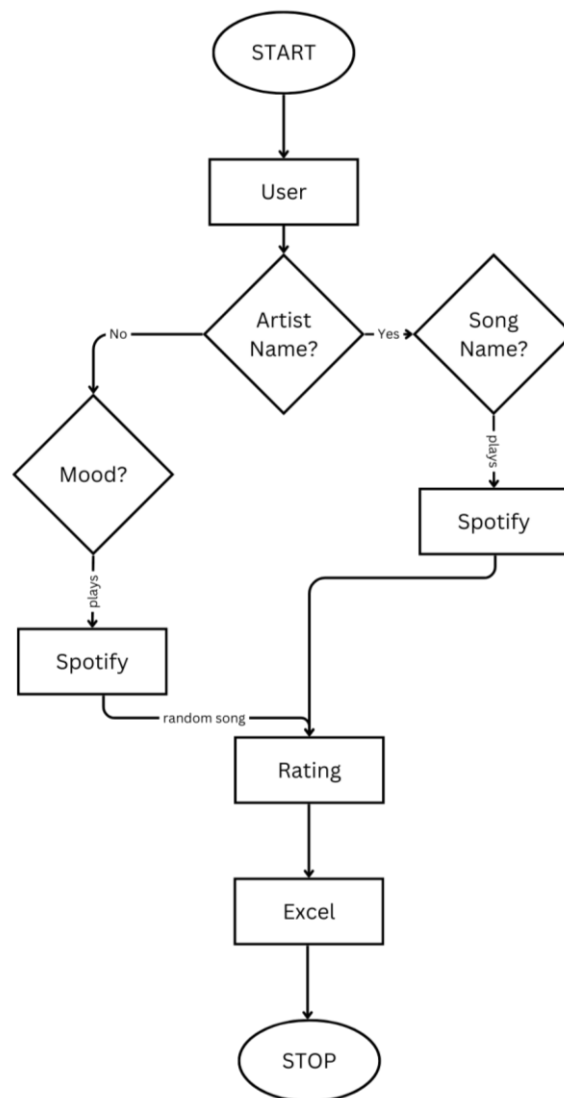 START
User
Artist
Name?
No
Yes
Song
Name?
Mood?
plays
Spotify
plays
Spotify
random song
Rating
Excel
STOP